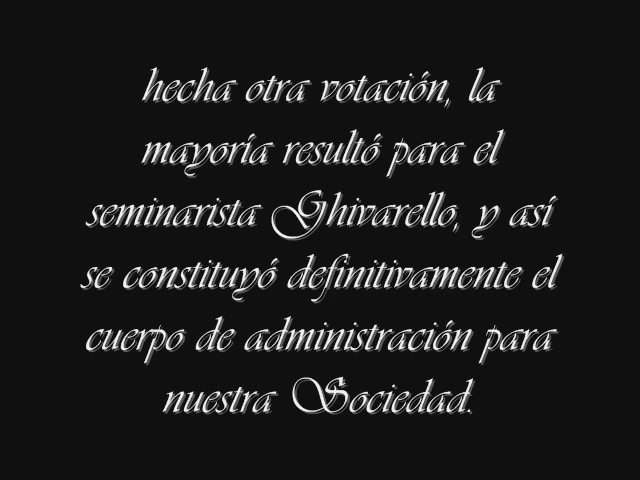 hecha otra votación, la
mayoría resultó para el
seminarista Ghivarello, y así
se constituyó definitivamente el
cuerpo de administración para
nuestra Sociedad.